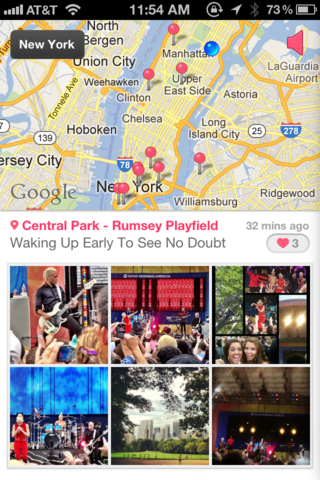 AT&T 11:54 AM 73%
New York
North
Bergen
Union City
Weehawken
Manhattan
Upper
East Side
LaGuardia
Airport
Tonnele Ave
Clinton
Astoria
Chelsea
Long
Island City
Hoboken
25
278
139
ersey City
78
Google
New York
Williamsburg
Ridgewood
Central Park - Rumsey Playfield
32 mins ago
Waking Up Early To See No Doubt
3